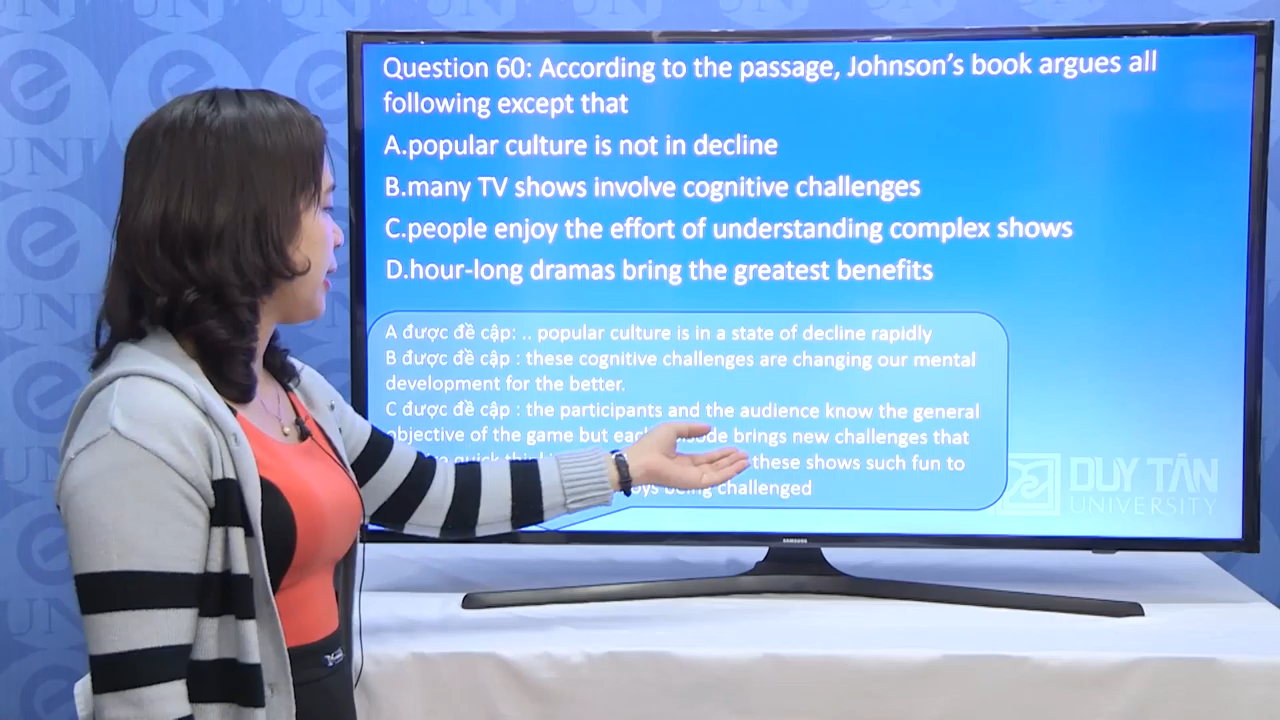 Question 60: According to the passage, Johnson's book argues all
following except that
A.popular culture is not in decline
B.many TV shows involve cognitive challenges
C.people enjoy the effort of understanding complex shows
D.hour-long dramas bring the greatest benefits
A được đề cập: .. popular culture is in a state of decline rapidly
B được đề cập : these cognitive challenges are changing our mental
development for the better.
C được đề cập : the participants and the audience know the general
objective of the game but each episode brings new challenges that
quick these shows such fun to
being challenged
DUY TÂN
UNIVERSITY
SAMSUNG
UNI
UNI
UNI